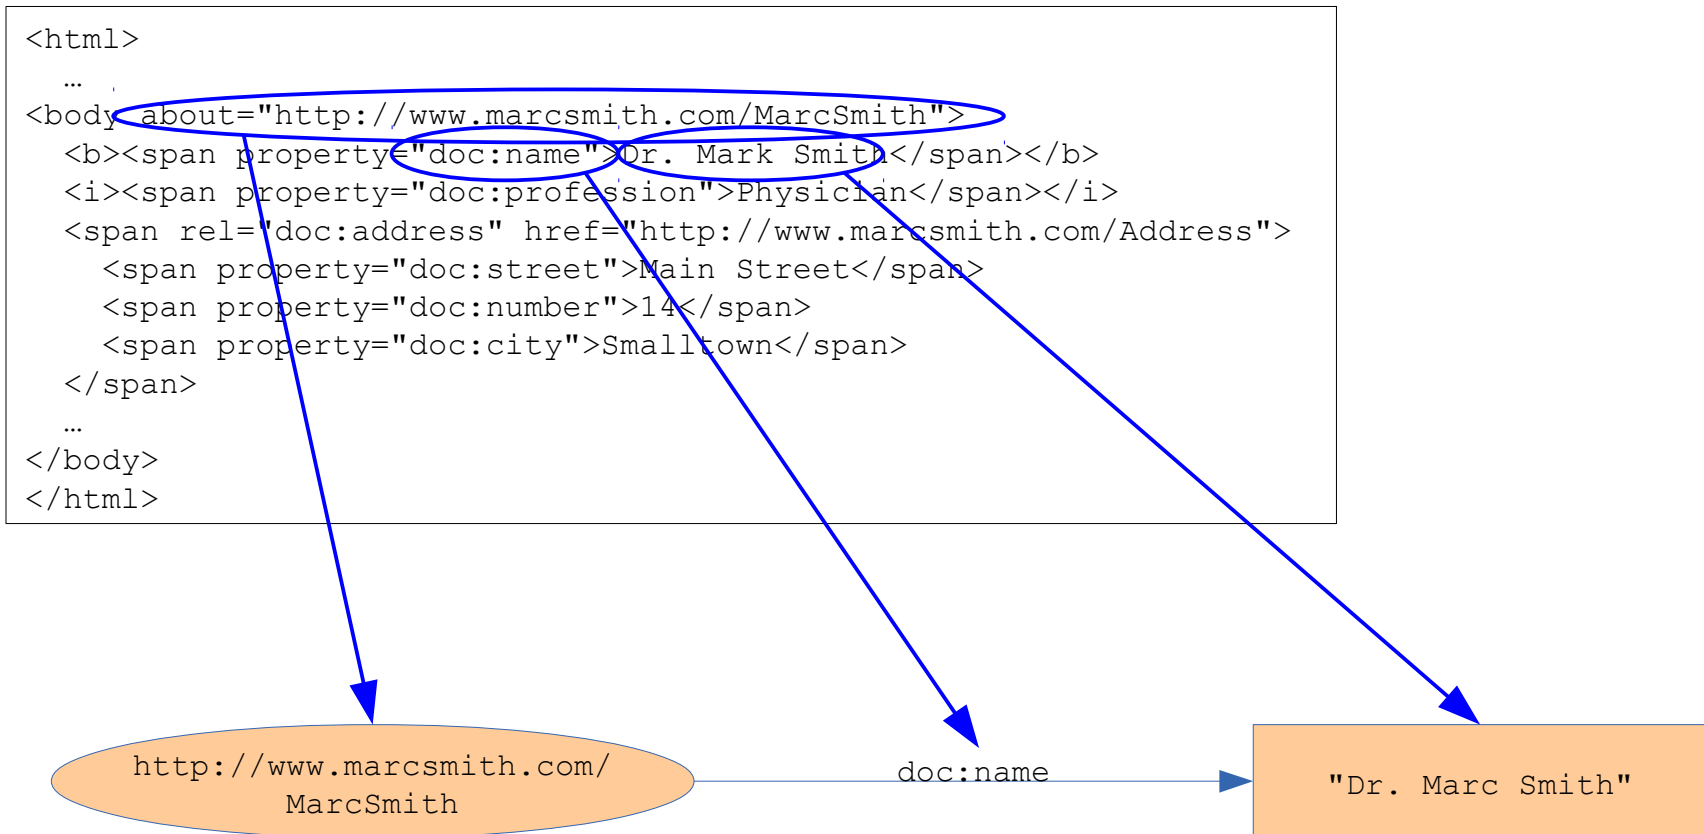 <html>
  …
<body about="http://www.marcsmith.com/MarcSmith">
  <b><span property="doc:name">Dr. Mark Smith</span></b>
  <i><span property="doc:profession">Physician</span></i>
  <span rel="doc:address" href="http://www.marcsmith.com/Address">
    <span property="doc:street">Main Street</span>
    <span property="doc:number">14</span>
    <span property="doc:city">Smalltown</span>
  </span>
  …
</body>
</html>
http://www.marcsmith.com/
MarcSmith
doc:name
"Dr. Marc Smith"